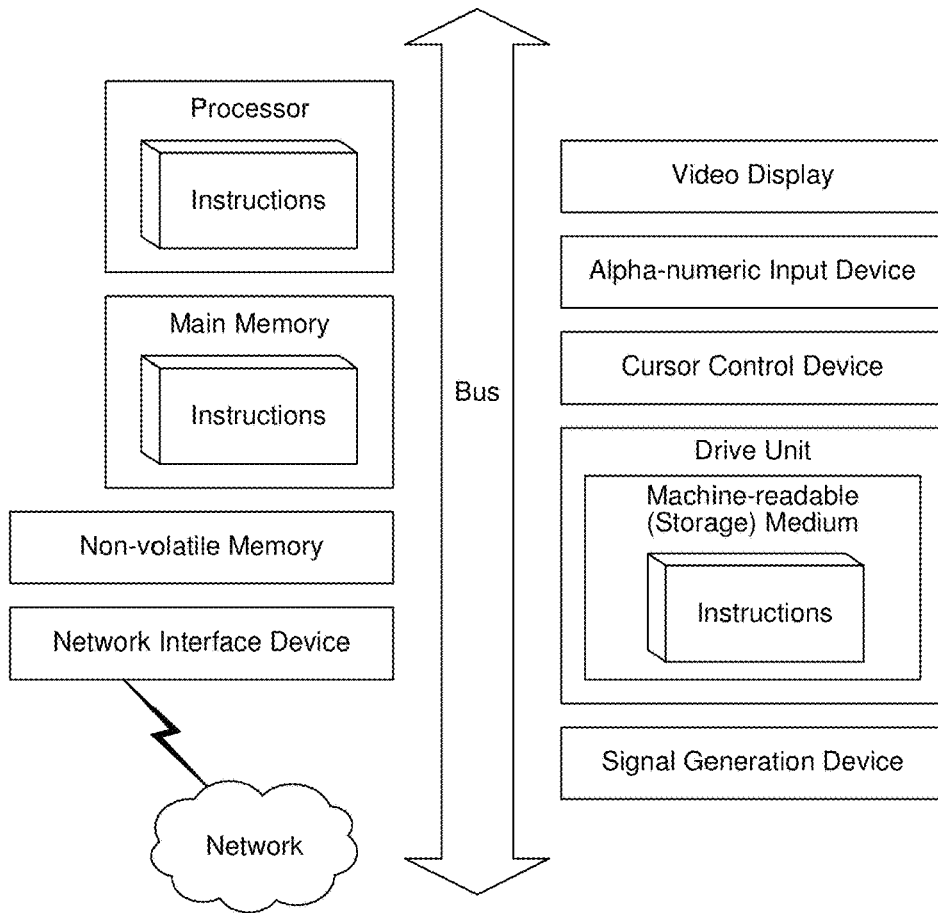 Processor
Instructions
Main Memory
Instructions
Non-volatile Memory
Network Interface Device
Network
Bus
Video Display
Alpha-numeric Input Device
Cursor Control Device
Drive Unit
Machine-readable
(Storage) Medium
Instructions
Signal Generation Device